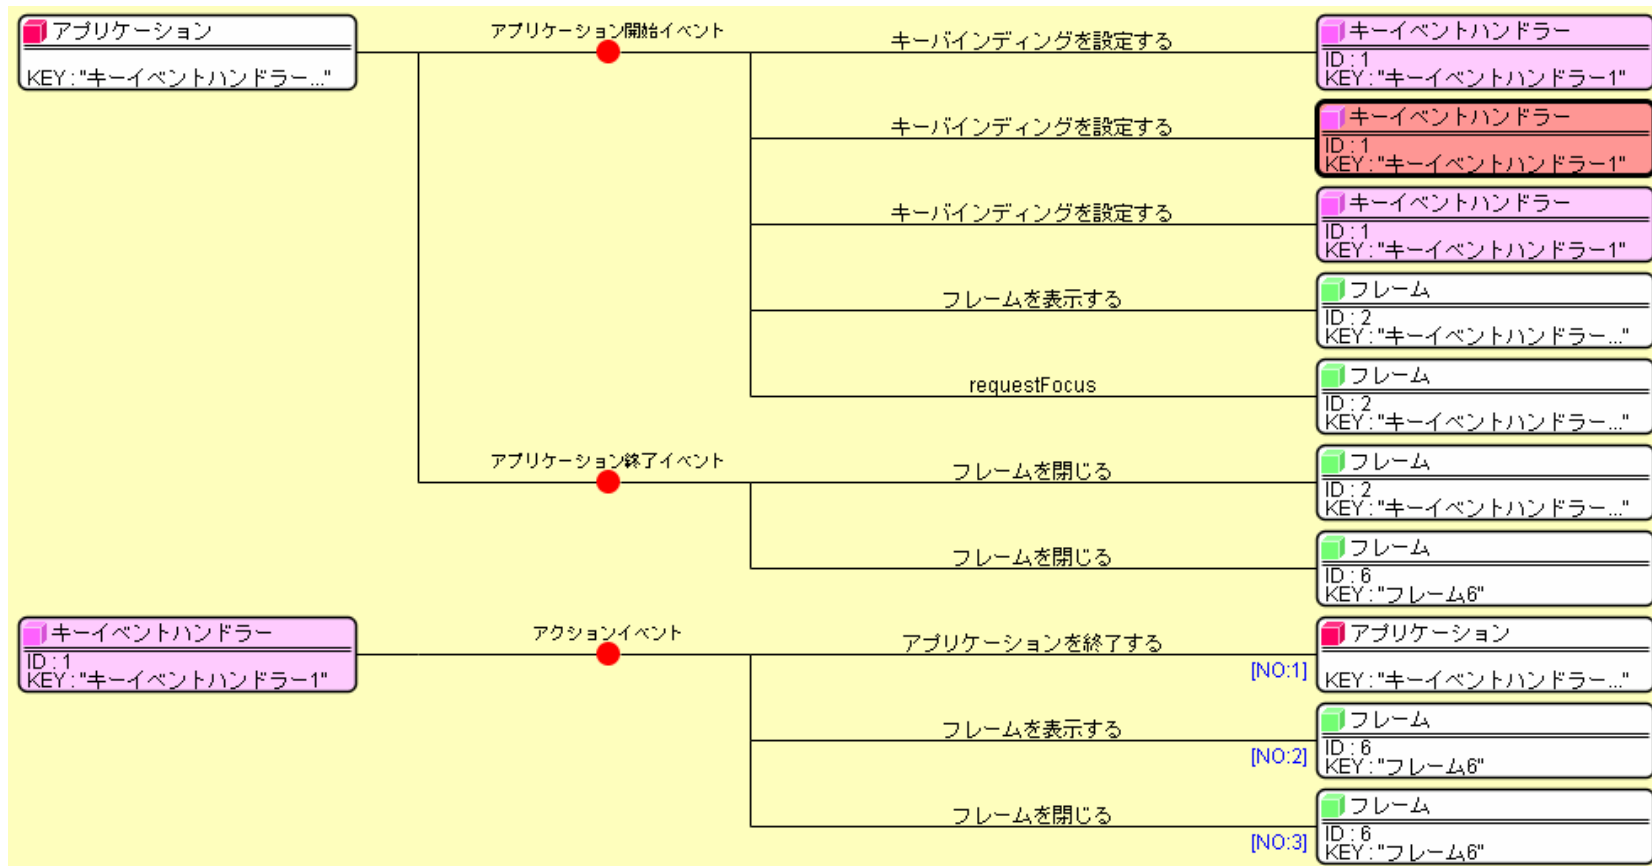 アプリケーション
KEY : "キーイベントハンドラー..."
アプリケーション開始イベント
キーバインディングを設定する
キーイベントハンドラー
ID : 1
KEY : "キーイベントハンドラー1"
キーバインディングを設定する
キーイベントハンドラー
ID : 1
KEY : "キーイベントハンドラー1"
キーバインディングを設定する
キーイベントハンドラー
ID : 1
KEY : "キーイベントハンドラー1"
フレームを表示する
フレーム
ID : 2
KEY : "キーイベントハンドラー..."
requestFocus
フレーム
ID : 2
KEY : "キーイベントハンドラー..."
アプリケーション終了イベント
フレームを閉じる
フレーム
ID : 2
KEY : "キーイベントハンドラー..."
フレームを閉じる
フレーム
ID : 6
KEY : "フレーム6"
キーイベントハンドラー
ID : 1
KEY : "キーイベントハンドラー1"
アクションイベント
アプリケーションを終了する
[NO:1]
アプリケーション
KEY : "キーイベントハンドラー..."
フレームを表示する
[NO:2]
フレーム
ID : 6
KEY : "フレーム6"
フレームを閉じる
[NO:3]
フレーム
ID : 6
KEY : "フレーム6"